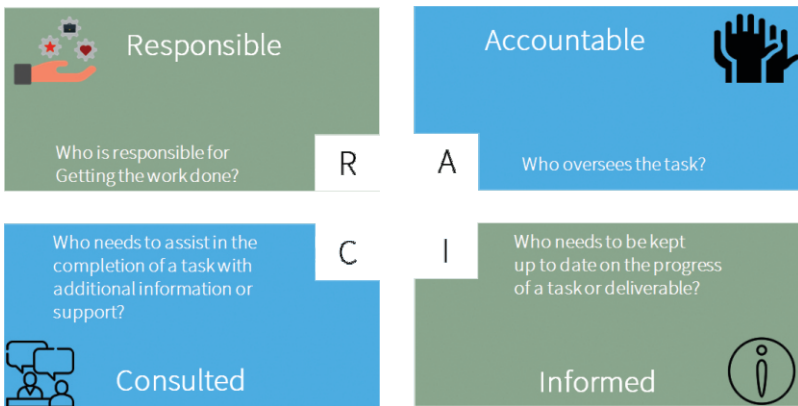 Responsible
Who is responsible for
Getting the work done?
R
Accountable
A
Who oversees the task?
Who needs to assist in the
completion of a task with
additional information or
support?
C
Consulted
I
Who needs to be kept
up to date on the progress
of a task or deliverable?
Informed